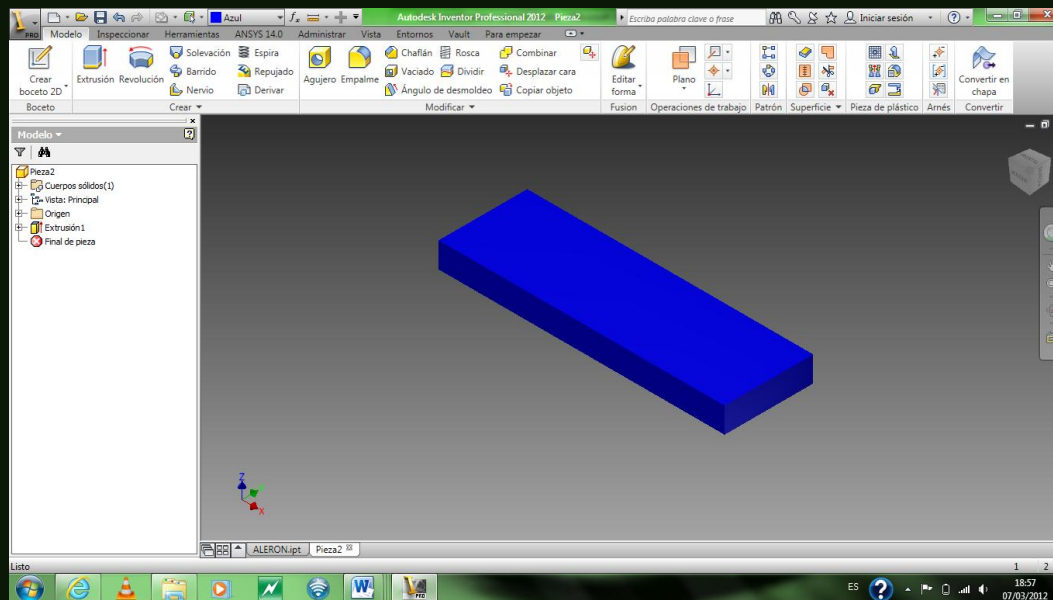 Azul
Autodesk Inventor Professional 2012 Pieza2
Escriba palabra clave o frase
Iniciar sesión
PRO
Modelo Inspeccionar Herramientas ANSYS 14.0 Administrar Vista Entornos Vault Para empezar
Crear boceto 2D
Extrusión Revolución
Solevación Espira
Barrido Repujado
Nervio Derivar
Agujero Empalme
Chaflán Rosca Combinar
Vaciado Dividir Desplazar cara
Ángulo de desmoldeo Copiar objeto
Editar forma
Plano
Convertir en chapa
Boceto Crear Modificar Fusion Operaciones de trabajo Patrón Superficie Pieza de plástico Arnés Convertir
Modelo
Pieza2
Cuerpos sólidos(1)
Vista: Principal
Origen
Extrusión1
Final de pieza
Z
X
ALERON.ipt Pieza2
Listo
1 2
ES
18:57
07/03/2012